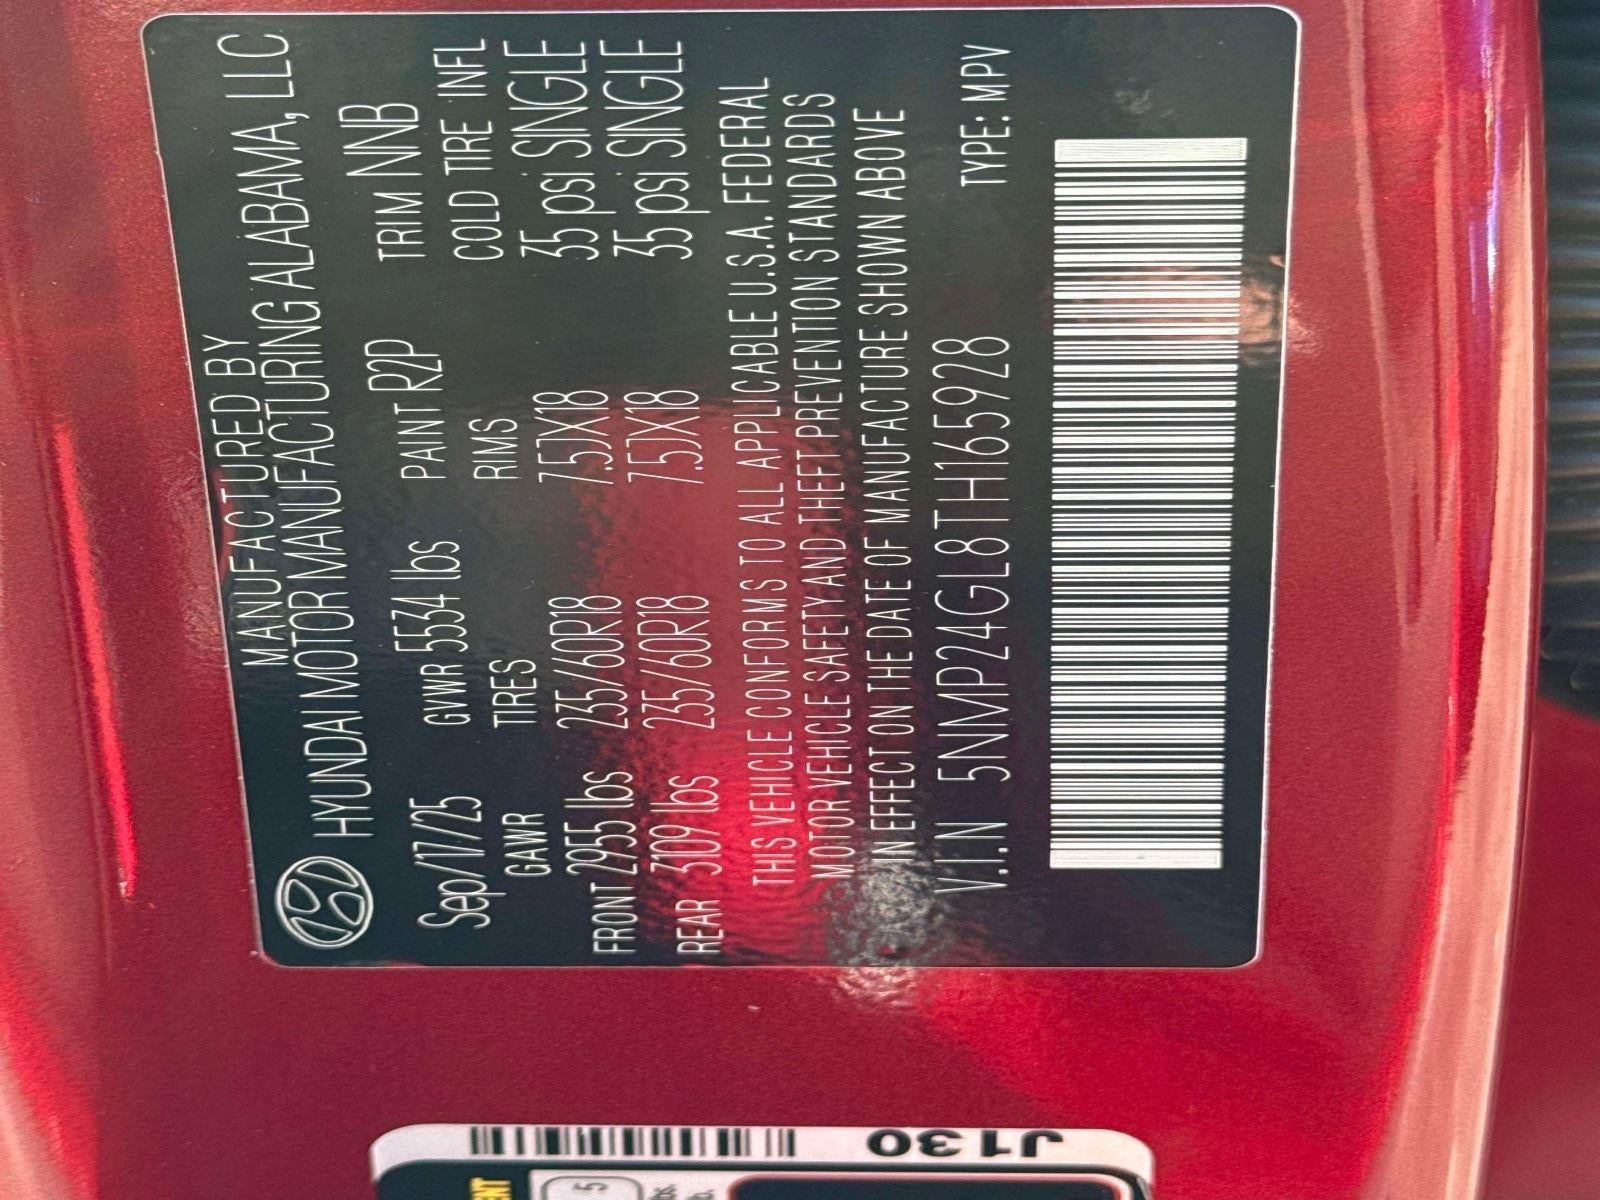 MANUFACTURED BY
HYUNDAI MOTOR MANUFACTURING ALABAMA, LLC
Sep/17/25 GVWR 5534 lbs PAINT R2P TRIM NNB
GAWR TIRES RIMS COLD TIRE INFL
FRONT 2955 lbs 235/60R18 7.5JX18 35 psi SINGLE
REAR 3109 lbs 235/60R18 7.5JX18 35 psi SINGLE
THIS VEHICLE CONFORMS TO ALL APPLICABLE U.S.A. FEDERAL
MOTOR VEHICLE SAFETY AND THEFT PREVENTION STANDARDS
IN EFFECT ON THE DATE OF MANUFACTURE SHOWN ABOVE
V.I.N 5NMP24GL8TH165928 TYPE: MPV
J130
5